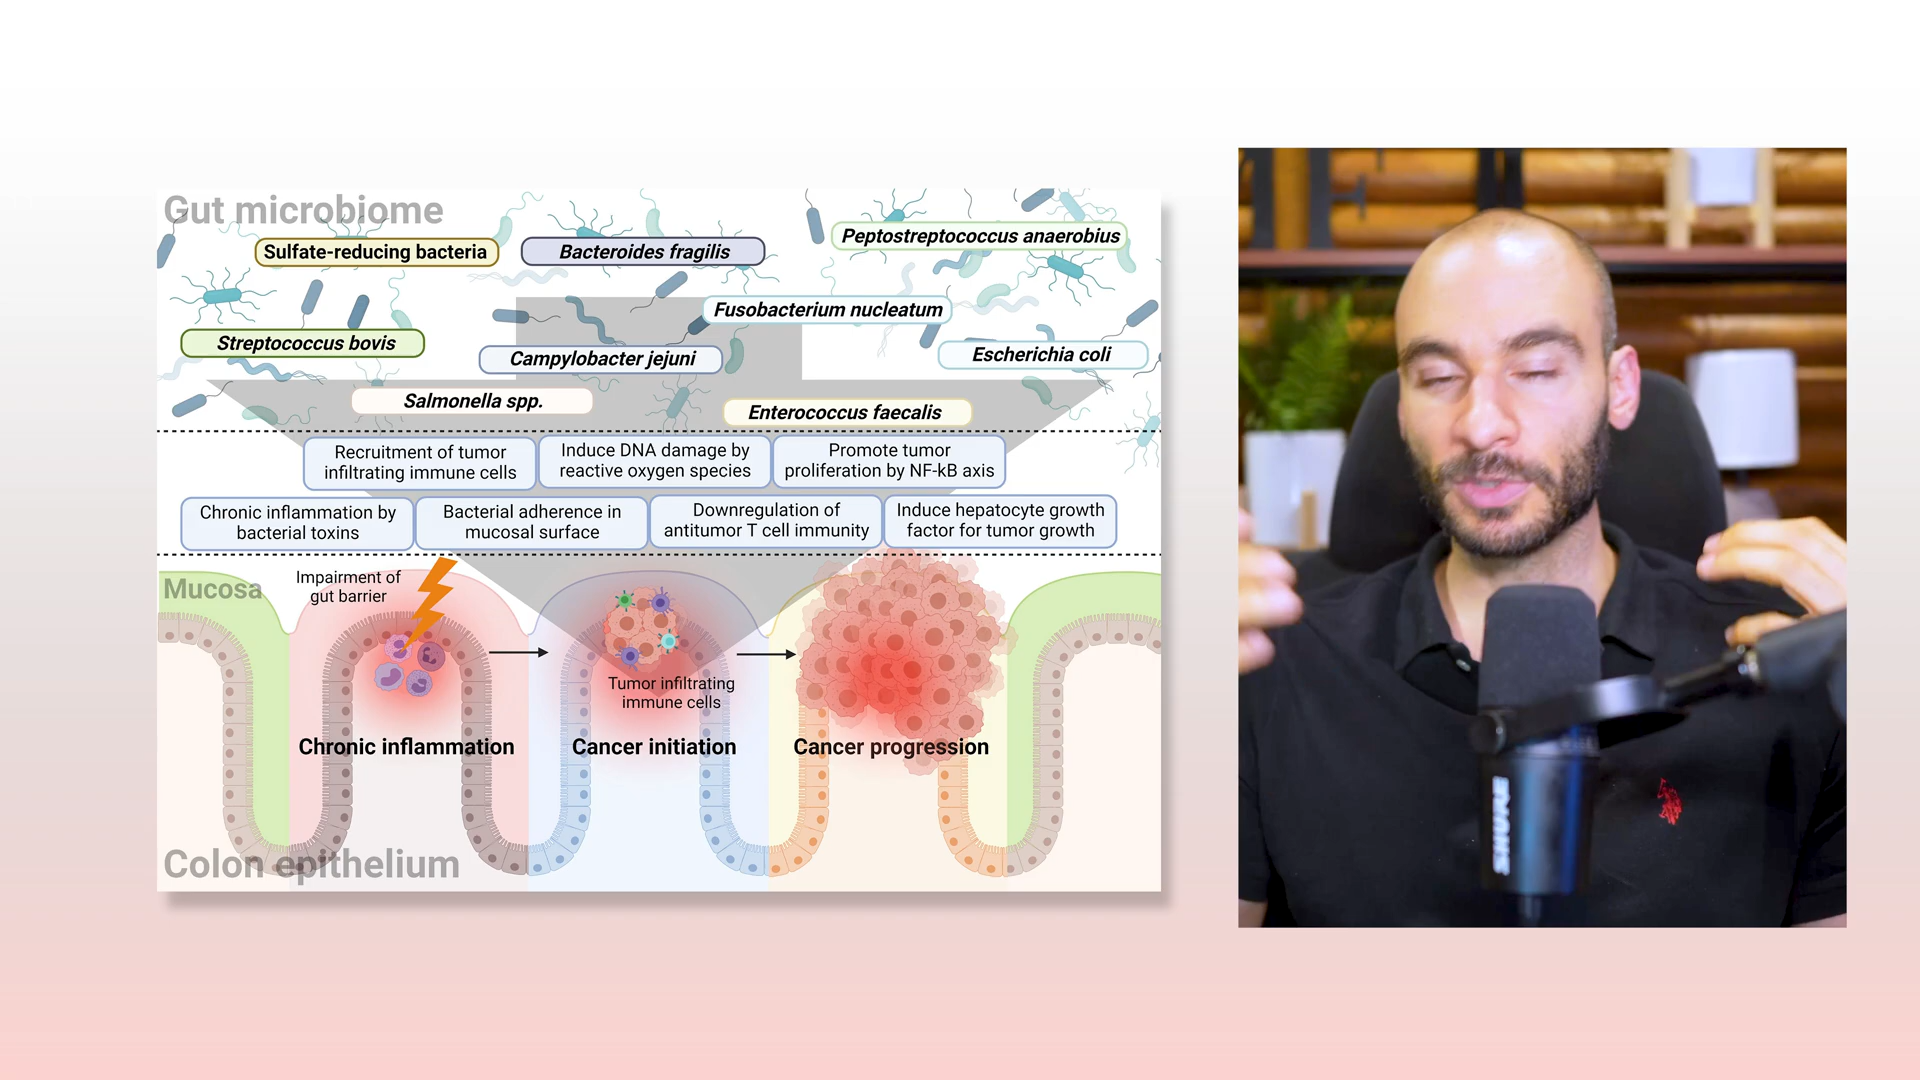 Gut microbiome
Sulfate-reducing bacteria
Bacteroides fragilis
Peptostreptococcus anaerobius
Fusobacterium nucleatum
Streptococcus bovis
Campylobacter jejuni
Escherichia coli
Salmonella spp.
Enterococcus faecalis
Recruitment of tumor
infiltrating immune cells
Induce DNA damage by
reactive oxygen species
Promote tumor
proliferation by NF-kB axis
Chronic inflammation by
bacterial toxins
Bacterial adherence in
mucosal surface
Downregulation of
antitumor T cell immunity
Induce hepatocyte growth
factor for tumor growth
Mucosa
Impairment of
gut barrier
Tumor infiltrating
immune cells
Chronic inflammation
Cancer initiation
Cancer progression
Colon epithelium
SHURE